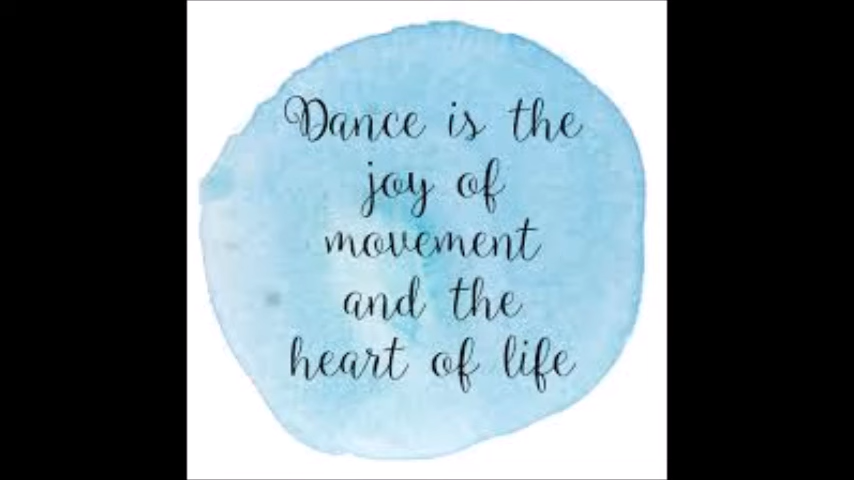 Dance is the
joy of
movement
and the
heart of life